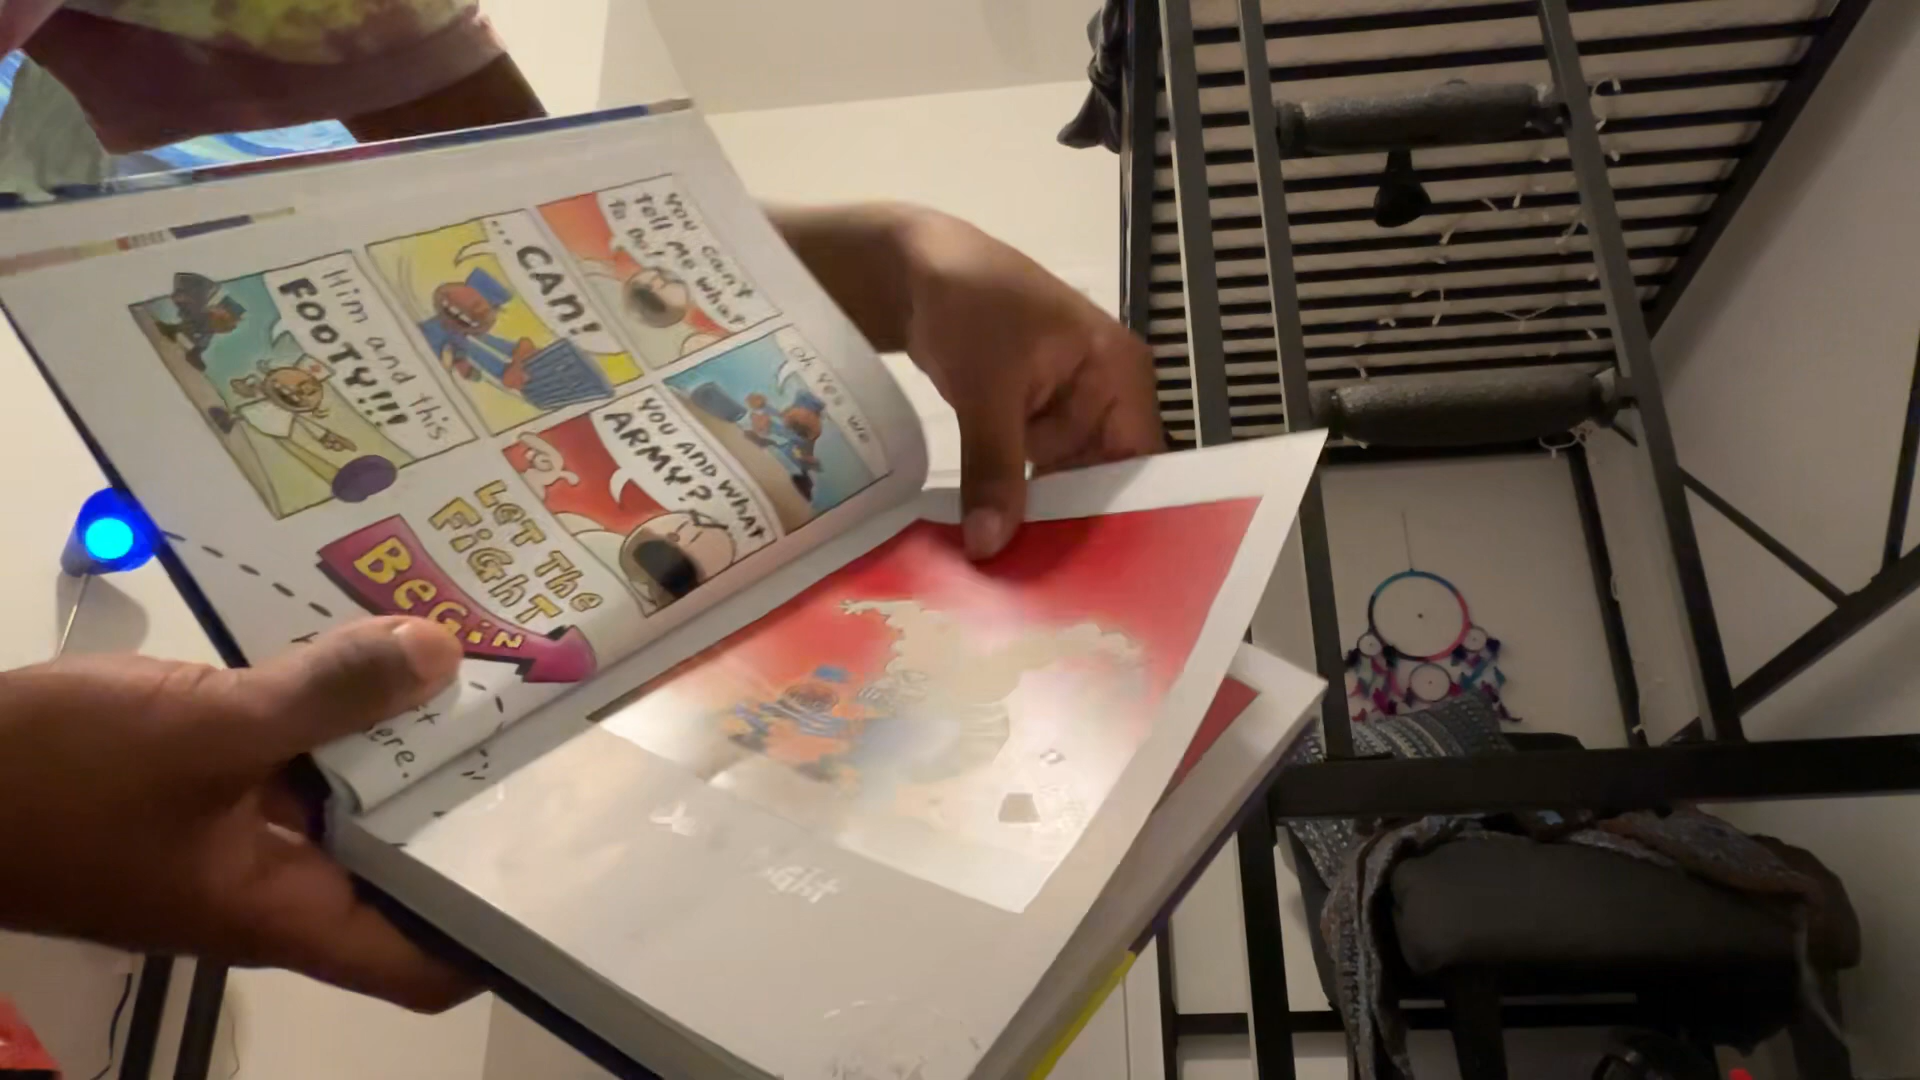 You can't
Tell Me what
To Do!
oh yes we
...CAN!
YOU AND WHAT
ARMY?
Him and this
FOOTY!!!
LeT The
FiGhT
BeGiN
here.